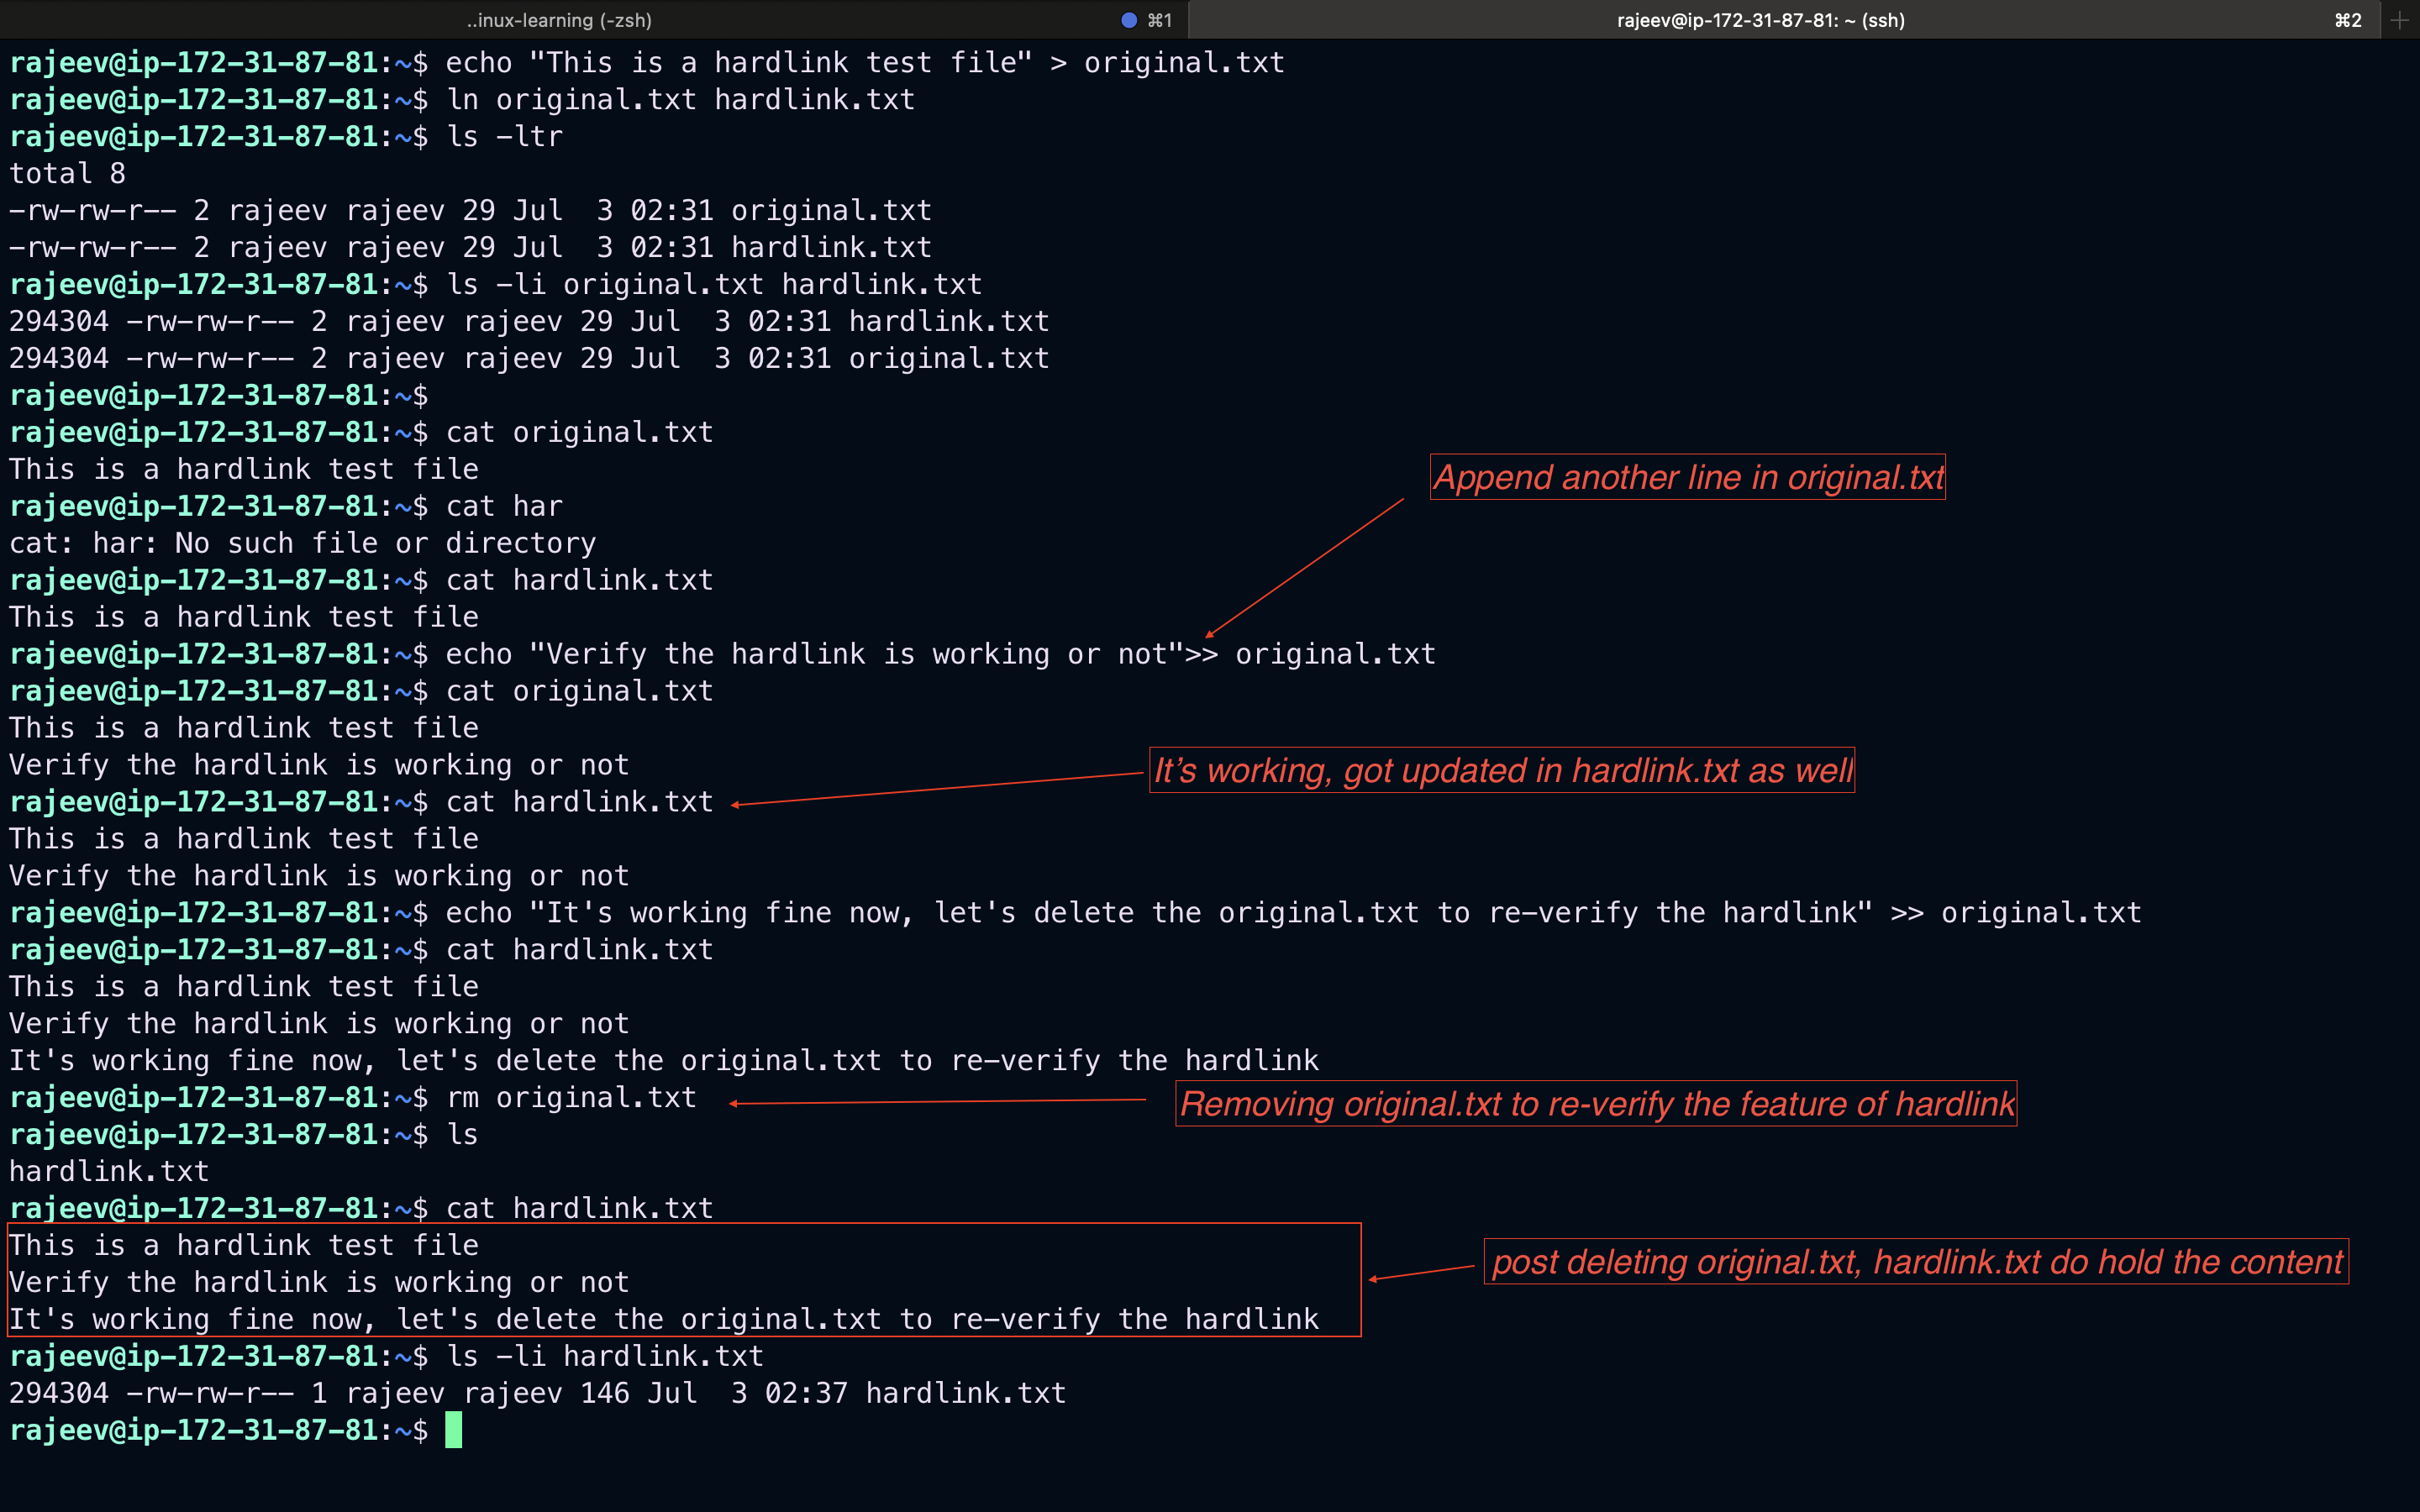 ..inux-learning (-zsh)
⌘1
rajeev@ip-172-31-87-81: ~ (ssh)
⌘2
rajeev@ip-172-31-87-81:~$ echo "This is a hardlink test file" > original.txt
rajeev@ip-172-31-87-81:~$ ln original.txt hardlink.txt
rajeev@ip-172-31-87-81:~$ ls -ltr
total 8
-rw-rw-r-- 2 rajeev rajeev 29 Jul  3 02:31 original.txt
-rw-rw-r-- 2 rajeev rajeev 29 Jul  3 02:31 hardlink.txt
rajeev@ip-172-31-87-81:~$ ls -li original.txt hardlink.txt
294304 -rw-rw-r-- 2 rajeev rajeev 29 Jul  3 02:31 hardlink.txt
294304 -rw-rw-r-- 2 rajeev rajeev 29 Jul  3 02:31 original.txt
rajeev@ip-172-31-87-81:~$
rajeev@ip-172-31-87-81:~$ cat original.txt
This is a hardlink test file
Append another line in original.txt
rajeev@ip-172-31-87-81:~$ cat har
cat: har: No such file or directory
rajeev@ip-172-31-87-81:~$ cat hardlink.txt
This is a hardlink test file
rajeev@ip-172-31-87-81:~$ echo "Verify the hardlink is working or not">> original.txt
rajeev@ip-172-31-87-81:~$ cat original.txt
This is a hardlink test file
Verify the hardlink is working or not
It’s working, got updated in hardlink.txt as well
rajeev@ip-172-31-87-81:~$ cat hardlink.txt
This is a hardlink test file
Verify the hardlink is working or not
rajeev@ip-172-31-87-81:~$ echo "It's working fine now, let's delete the original.txt to re-verify the hardlink" >> original.txt
rajeev@ip-172-31-87-81:~$ cat hardlink.txt
This is a hardlink test file
Verify the hardlink is working or not
It's working fine now, let's delete the original.txt to re-verify the hardlink
rajeev@ip-172-31-87-81:~$ rm original.txt
Removing original.txt to re-verify the feature of hardlink
rajeev@ip-172-31-87-81:~$ ls
hardlink.txt
rajeev@ip-172-31-87-81:~$ cat hardlink.txt
This is a hardlink test file
post deleting original.txt, hardlink.txt do hold the content
Verify the hardlink is working or not
It's working fine now, let's delete the original.txt to re-verify the hardlink
rajeev@ip-172-31-87-81:~$ ls -li hardlink.txt
294304 -rw-rw-r-- 1 rajeev rajeev 146 Jul  3 02:37 hardlink.txt
rajeev@ip-172-31-87-81:~$